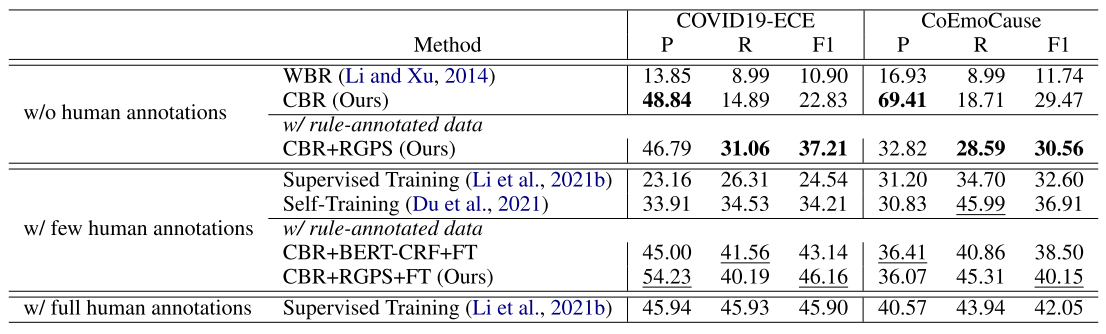 COVID19-ECE CoEmoCause
Method P R F1 P R F1
WBR (Li and Xu, 2014) 13.85 8.99 10.90 16.93 8.99 11.74
w/o human annotations CBR (Ours) 48.84 14.89 22.83 69.41 18.71 29.47
w/ rule-annotated data
CBR+RGPS (Ours) 46.79 31.06 37.21 32.82 28.59 30.56
Supervised Training (Li et al., 2021b) 23.16 26.31 24.54 31.20 34.70 32.60
Self-Training (Du et al., 2021) 33.91 34.53 34.21 30.83 45.99 36.91
w/ few human annotations w/ rule-annotated data
CBR+BERT-CRF+FT 45.00 41.56 43.14 36.41 40.86 38.50
CBR+RGPS+FT (Ours) 54.23 40.19 46.16 36.07 45.31 40.15
w/ full human annotations Supervised Training (Li et al., 2021b) 45.94 45.93 45.90 40.57 43.94 42.05